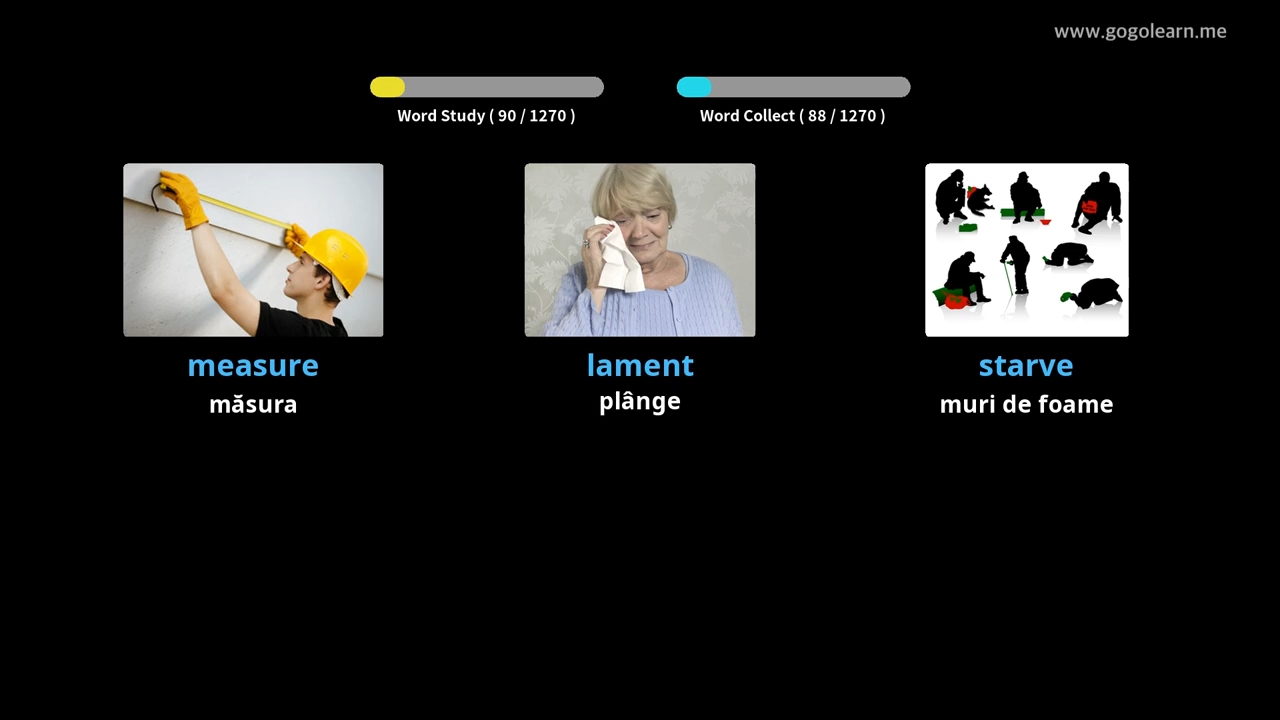 www.gogolearn.me
Word Study ( 90 / 1270 )
Word Collect ( 88 / 1270 )
measure
măsura
lament
plânge
starve
muri de foame